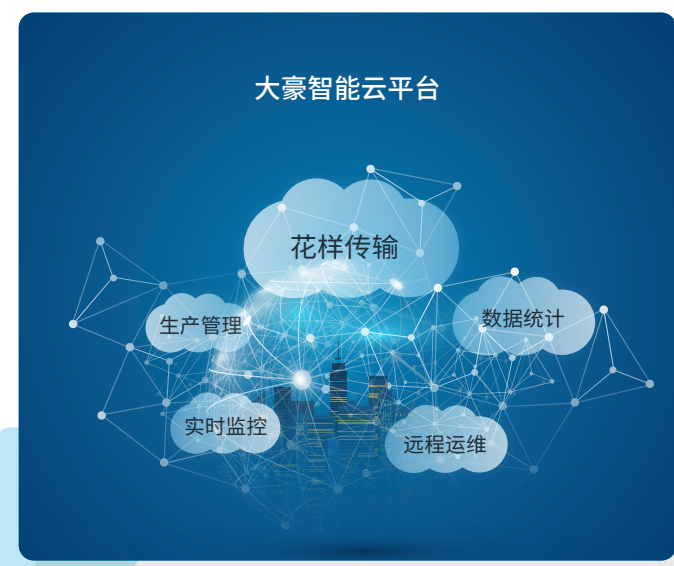 大豪智能云平台
花样传输
生产管理
数据统计
实时监控
远程运维